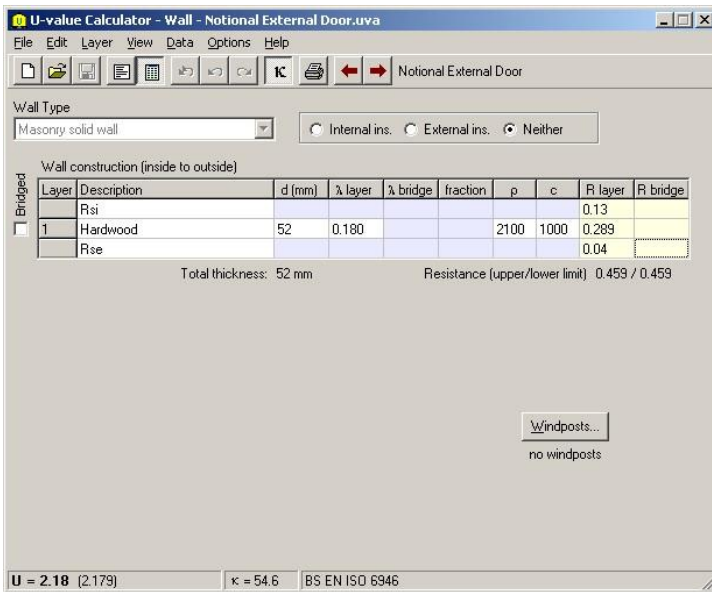 U-value Calculator - Wall - Notional External Door.uva
File Edit Layer View Data Options Help
K Notional External Door
Wall Type
Masonry solid wall Internal ins. External ins. Neither
Wall construction (inside to outside)
Bridged
Layer Description d (mm) λ layer λ bridge fraction ρ c R layer R bridge
Rsi 0.13
1 Hardwood 52 0.180 2100 1000 0.289
Rse 0.04
Total thickness: 52 mm Resistance (upper/lower limit) 0.459 / 0.459
Windposts...
no windposts
U = 2.18 (2.179) κ = 54.6 BS EN ISO 6946